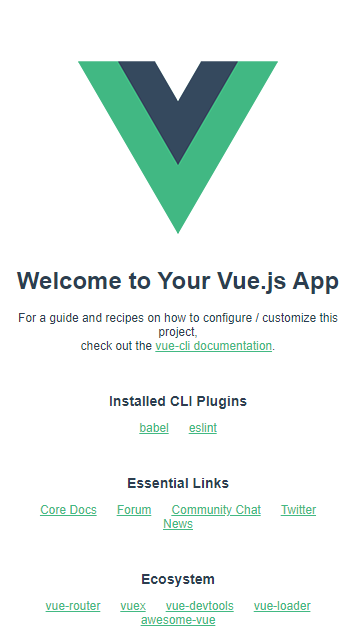 Welcome to Your Vue.js App
For a guide and recipes on how to configure / customize this
project,
check out the vue-cli documentation.
Installed CLI Plugins
babel eslint
Essential Links
Core Docs Forum Community Chat Twitter
News
Ecosystem
vue-router vuex vue-devtools vue-loader
awesome-vue